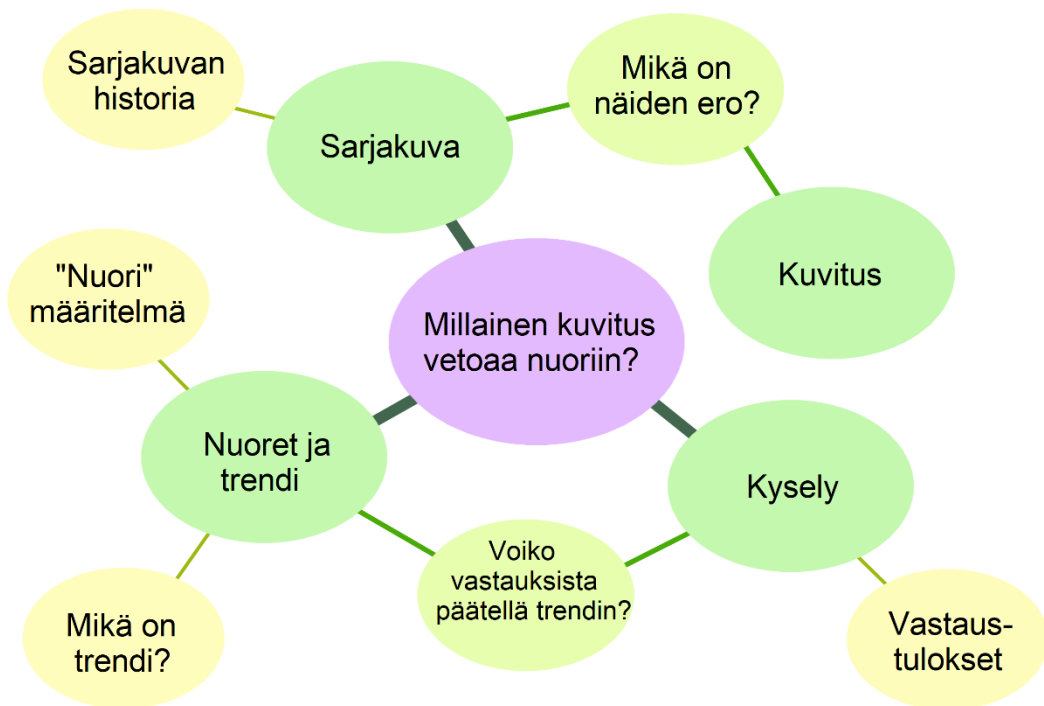 Sarjakuvan
historia
Sarjakuva
Mikä on
näiden ero?
Kuvitus
"Nuori"
määritelmä
Millainen kuvitus
vetoaa nuoriin?
Nuoret ja
trendi
Kysely
Voiko
vastauksista
päätellä trendin?
Mikä on
trendi?
Vastaus-
tulokset